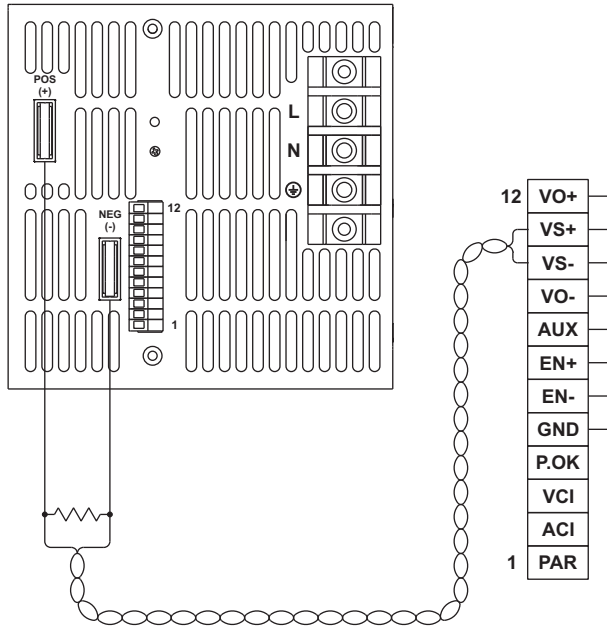 POS
(+)
L
N
NEG
(-)
12
1
12 VO+
VS+
VS-
VO-
AUX
EN+
EN-
GND
P.OK
VCI
ACI
1 PAR